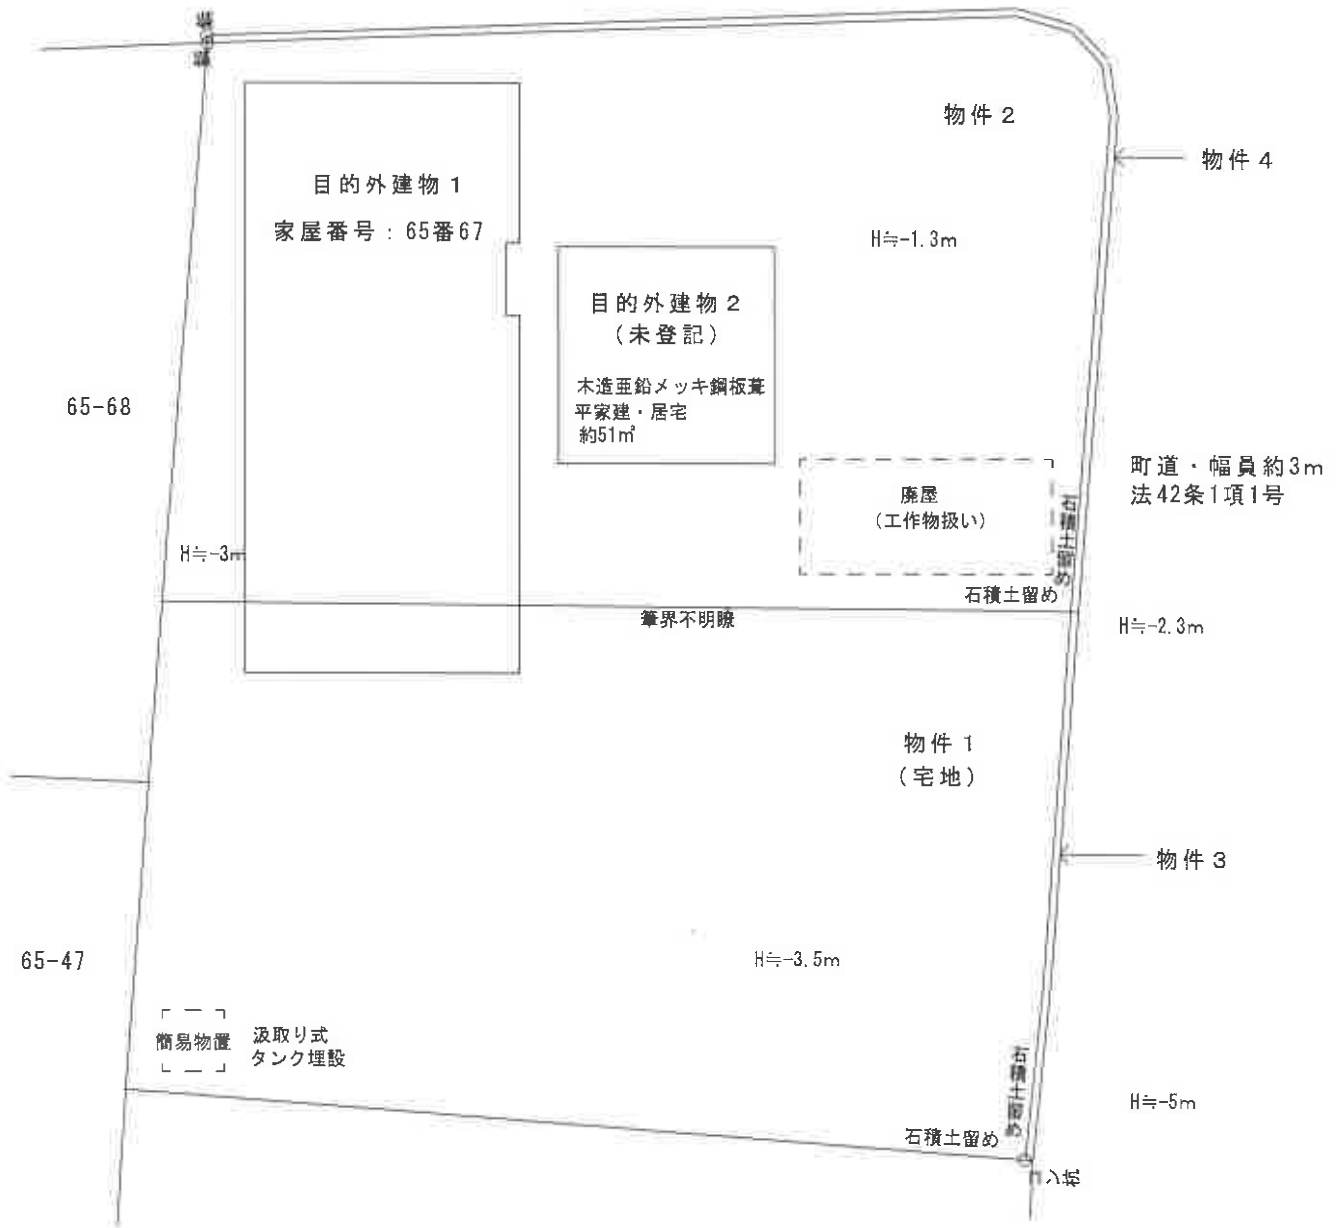 物件2
物件4
目的外建物1
家屋番号：65番67
H≒-1.3m
目的外建物2
(未登記)
木造亜鉛メッキ鋼板葺
平家建・居宅
約51㎡
65-68
町道・幅員約3m
法42条1項1号
廃屋
(工作物扱い)
石積土留め
H≒-3m
石積土留め
筆界不明瞭
H≒-2.3m
物件1
(宅地)
物件3
65-47
H≒-3.5m
簡易物置
汲取り式
タンク埋設
石積土留め
H≒-5m
石積土留め
コン杭